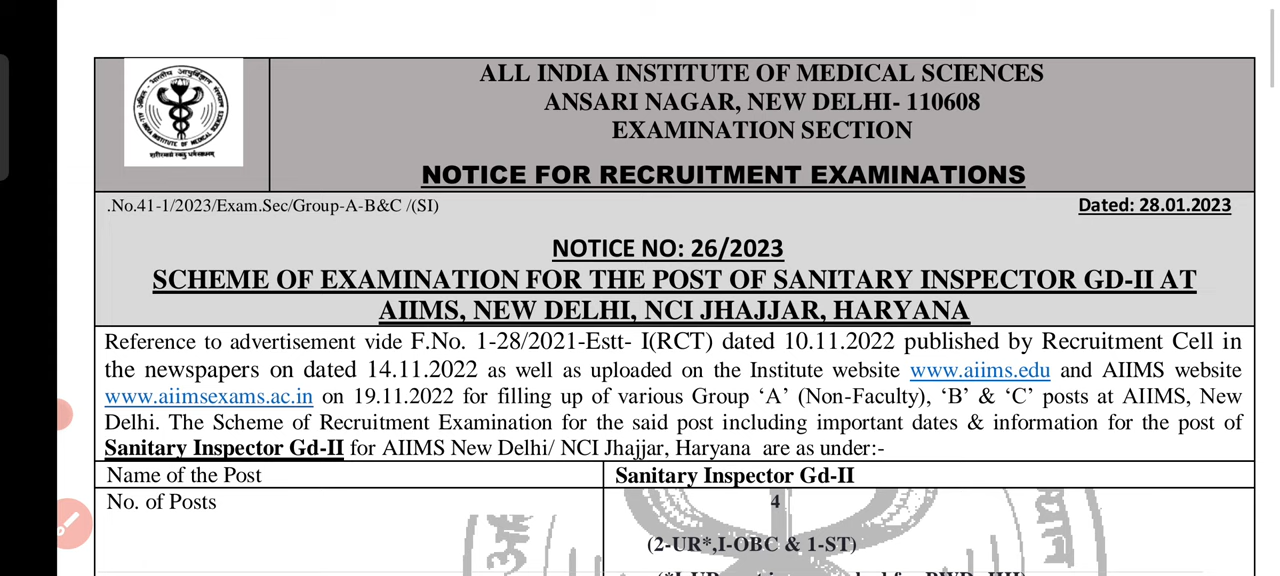 ALL INDIA INSTITUTE OF MEDICAL SCIENCES
ANSARI NAGAR, NEW DELHI- 110608
EXAMINATION SECTION
NOTICE FOR RECRUITMENT EXAMINATIONS
.No.41-1/2023/Exam.Sec/Group-A-B&C /(SI)
Dated: 28.01.2023
NOTICE NO: 26/2023
SCHEME OF EXAMINATION FOR THE POST OF SANITARY INSPECTOR GD-II AT
AIIMS, NEW DELHI, NCI JHAJJAR, HARYANA
Reference to advertisement vide F.No. 1-28/2021-Estt- I(RCT) dated 10.11.2022 published by Recruitment Cell in
the newspapers on dated 14.11.2022 as well as uploaded on the Institute website www.aiims.edu and AIIMS website
www.aiimsexams.ac.in on 19.11.2022 for filling up of various Group ‘A’ (Non-Faculty), ‘B’ & ‘C’ posts at AIIMS, New
Delhi. The Scheme of Recruitment Examination for the said post including important dates & information for the post of
Sanitary Inspector Gd-II for AIIMS New Delhi/ NCI Jhajjar, Haryana are as under:-
Name of the Post
Sanitary Inspector Gd-II
No. of Posts
4
(2-UR*,I-OBC & 1-ST)